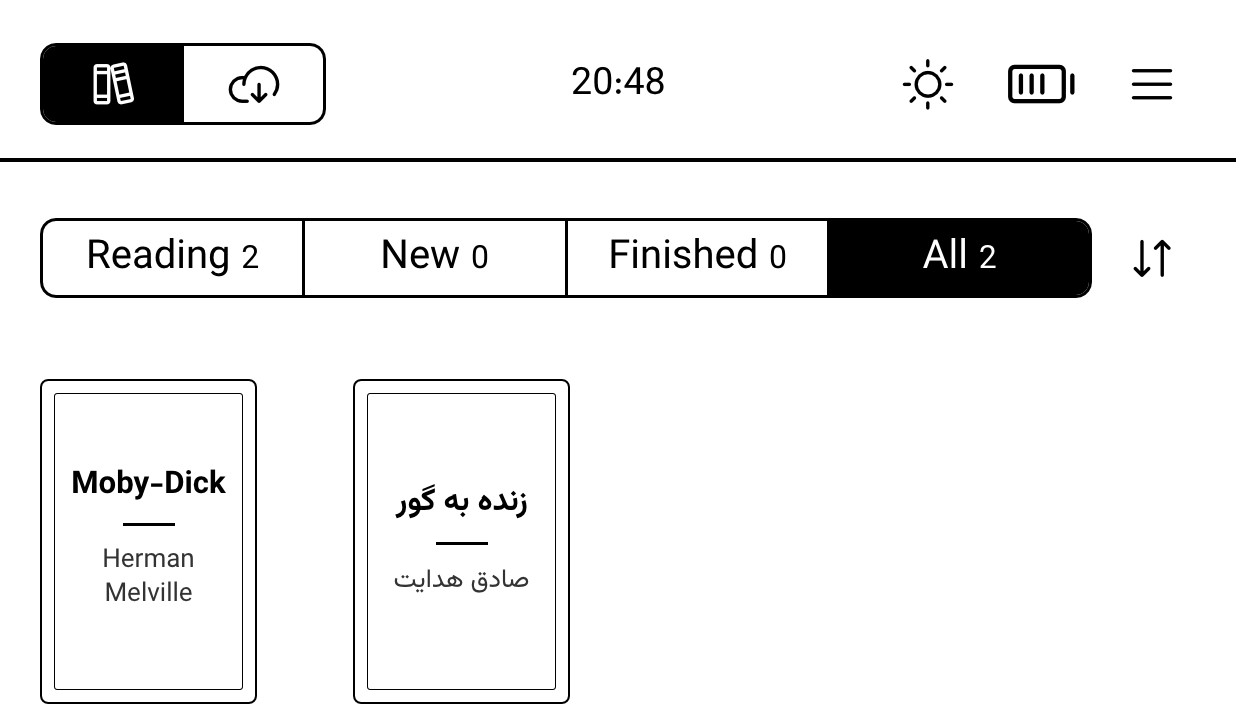 20:48
Reading 2
New 0
Finished 0
All 2
Moby-Dick
Herman
Melville
زنده به گور
صادق هدایت